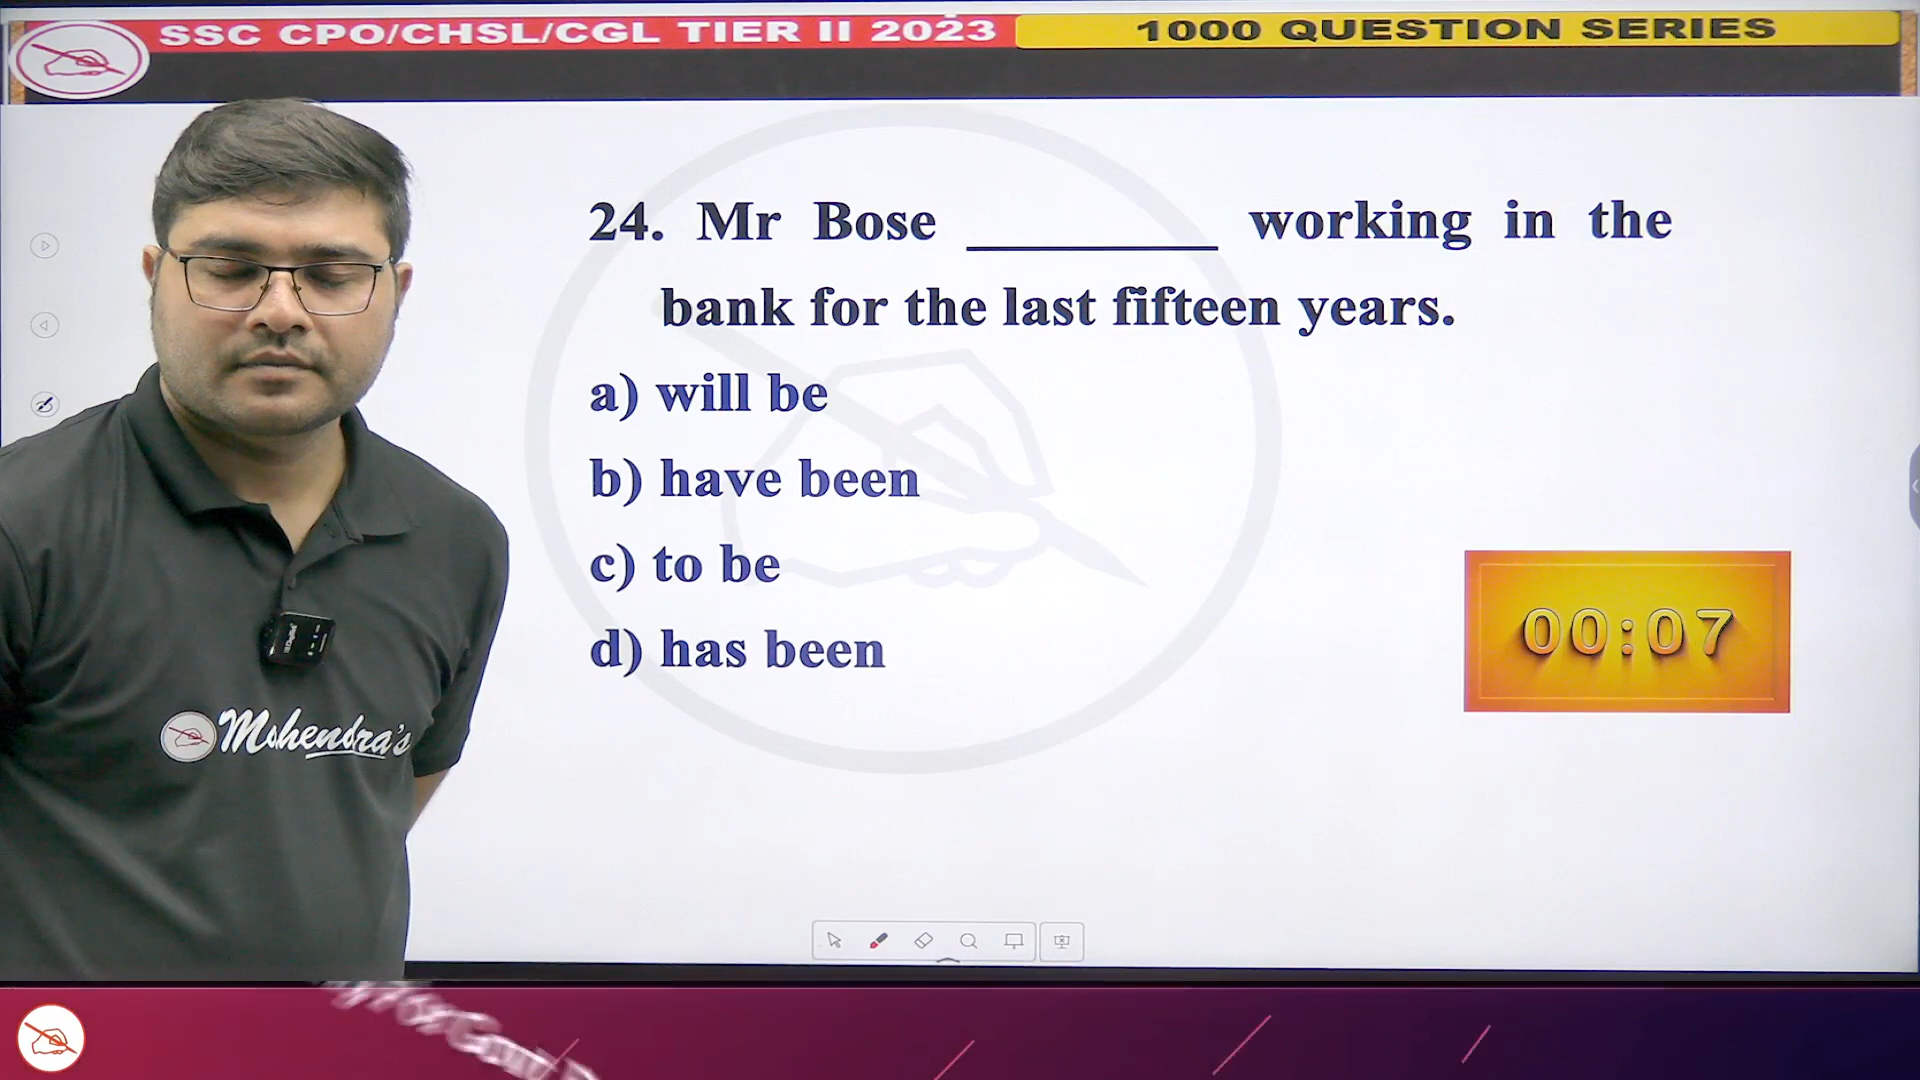 SSC CPO/CHSL/CGL TIER II 2023
1000 QUESTION SERIES
24. Mr Bose __________ working in the
bank for the last fifteen years.
a) will be
b) have been
c) to be
d) has been
00:07
Mahendra's